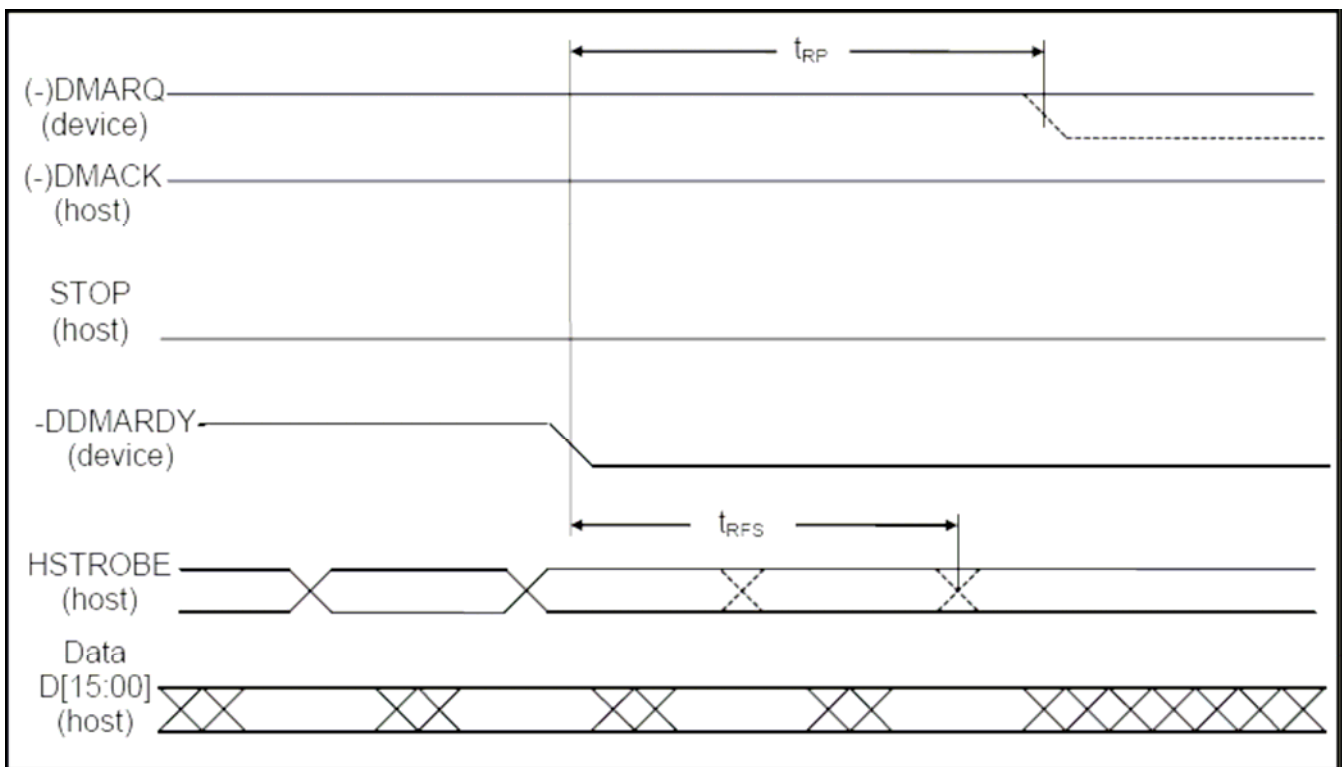 tRP
(-)DMARQ
(device)
(-)DMACK
(host)
STOP
(host)
-DDMARDY
(device)
tRFS
HSTROBE
(host)
Data
D[15:00]
(host)